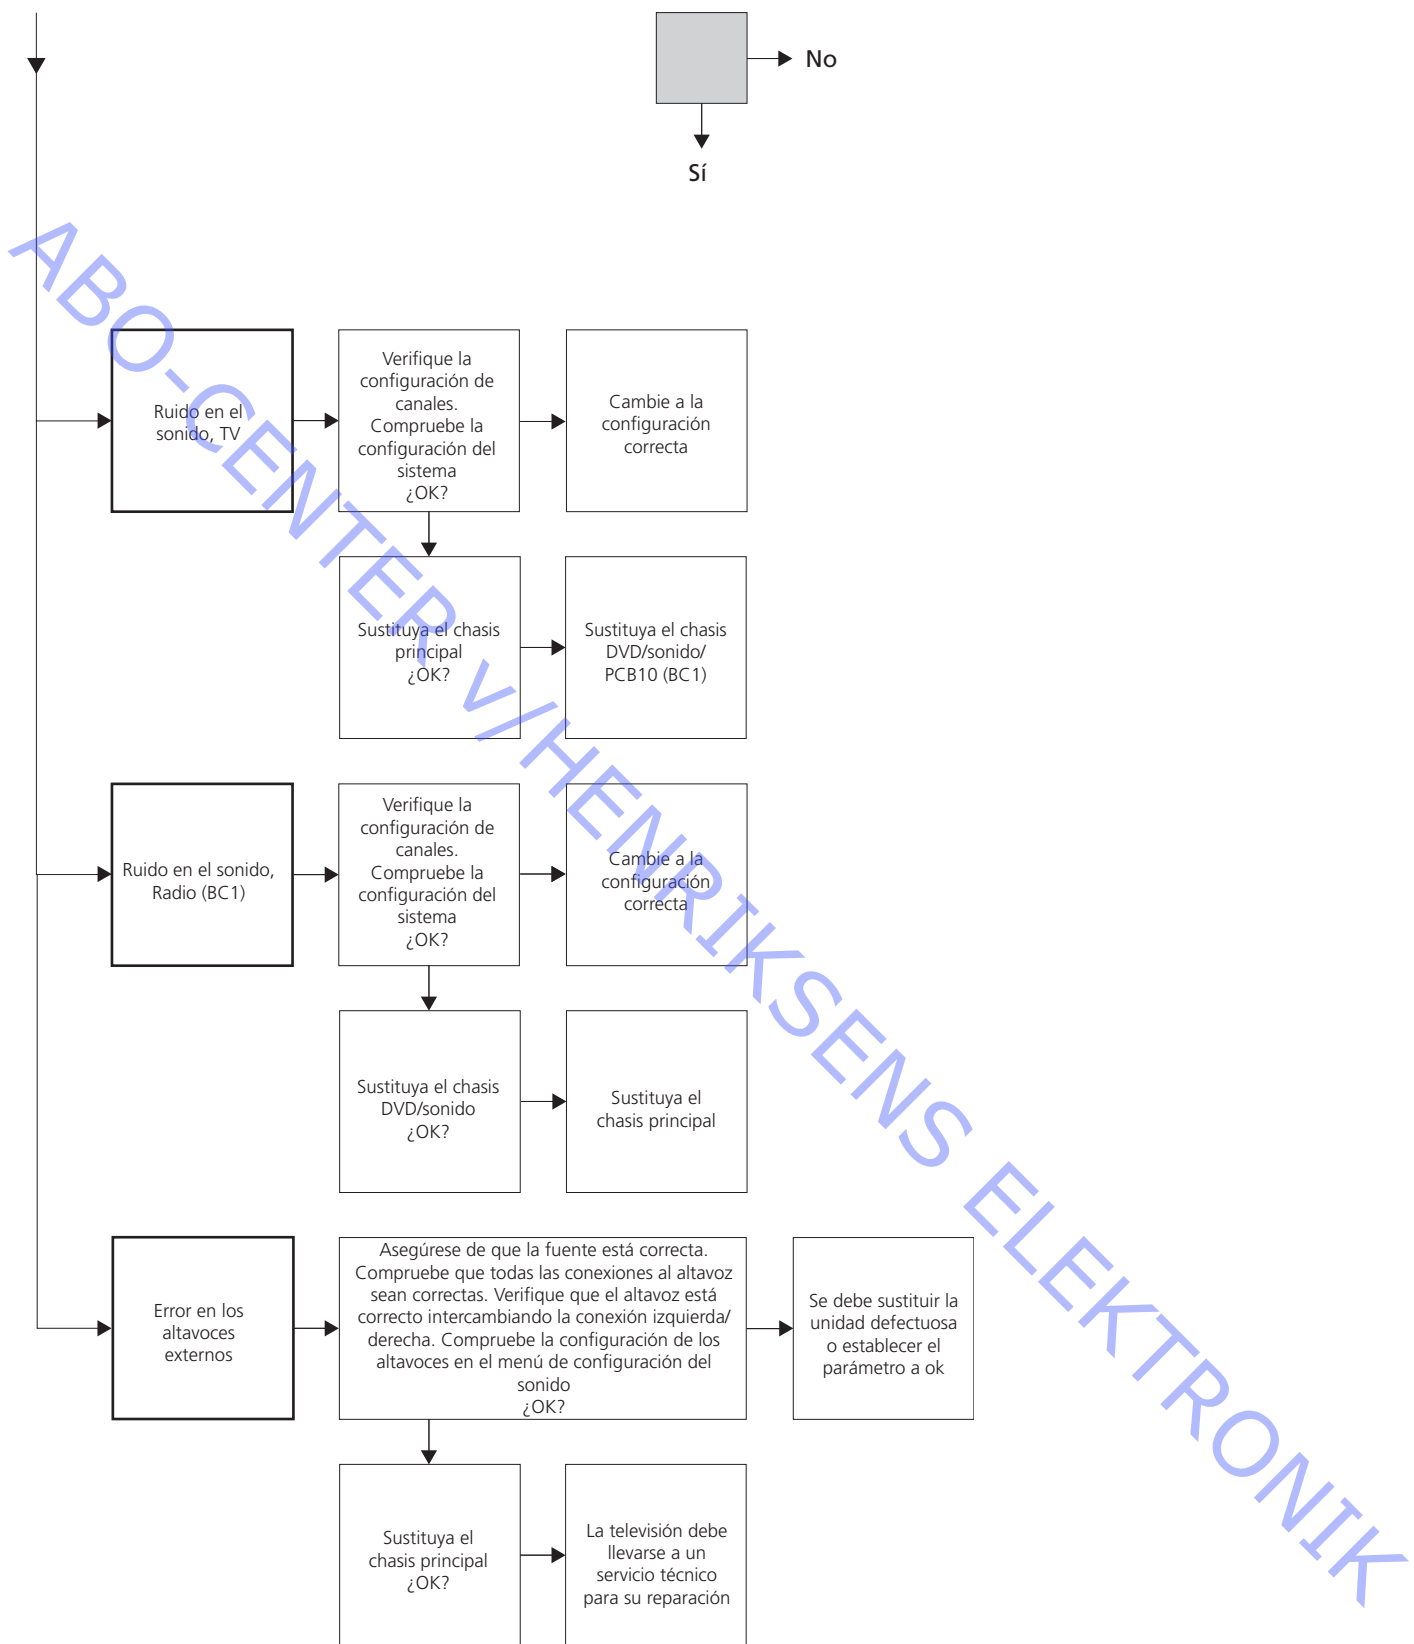 No
Sí
Ruido en el
sonido, TV
Verifique la
configuración de
canales.
Compruebe la
configuración del
sistema
¿OK?
Cambie a la
configuración
correcta
Sustituya el chasis
principal
¿OK?
Sustituya el chasis
DVD/sonido/
PCB10 (BC1)
Ruido en el sonido,
Radio (BC1)
Verifique la
configuración de
canales.
Compruebe la
configuración del
sistema
¿OK?
Cambie a la
configuración
correcta
Sustituya el chasis
DVD/sonido
¿OK?
Sustituya el
chasis principal
Error en los
altavoces
externos
Asegúrese de que la fuente está correcta.
Compruebe que todas las conexiones al altavoz
sean correctas. Verifique que el altavoz está
correcto intercambiando la conexión izquierda/
derecha. Compruebe la configuración de los
altavoces en el menú de configuración del
sonido
¿OK?
Se debe sustituir la
unidad defectuosa
o establecer el
parámetro a ok
Sustituya el
chasis principal
¿OK?
La televisión debe
llevarse a un
servicio técnico
para su reparación
ABO-CENTER v/HENRIKSENS ELEKTRONIK